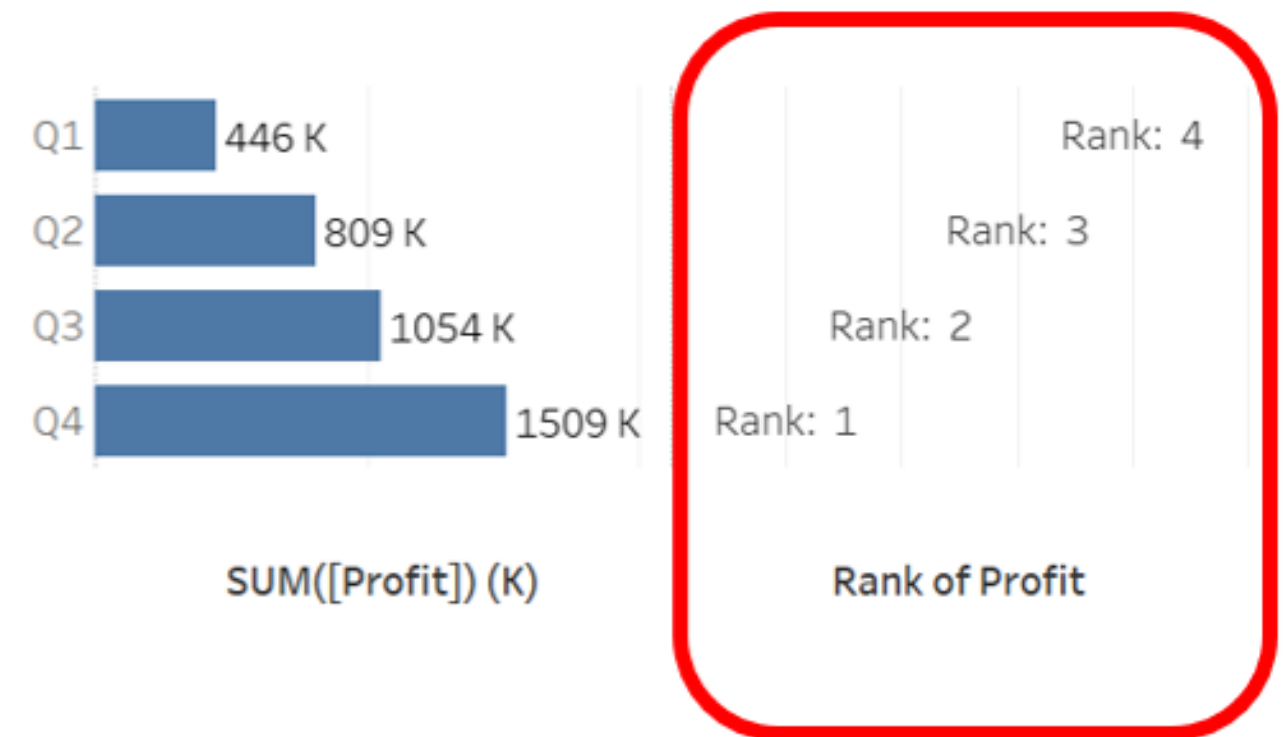 Q1 446 K Rank: 4
Q2 809 K Rank: 3
Q3 1054 K Rank: 2
Q4 1509 K Rank: 1
SUM([Profit]) (K) Rank of Profit